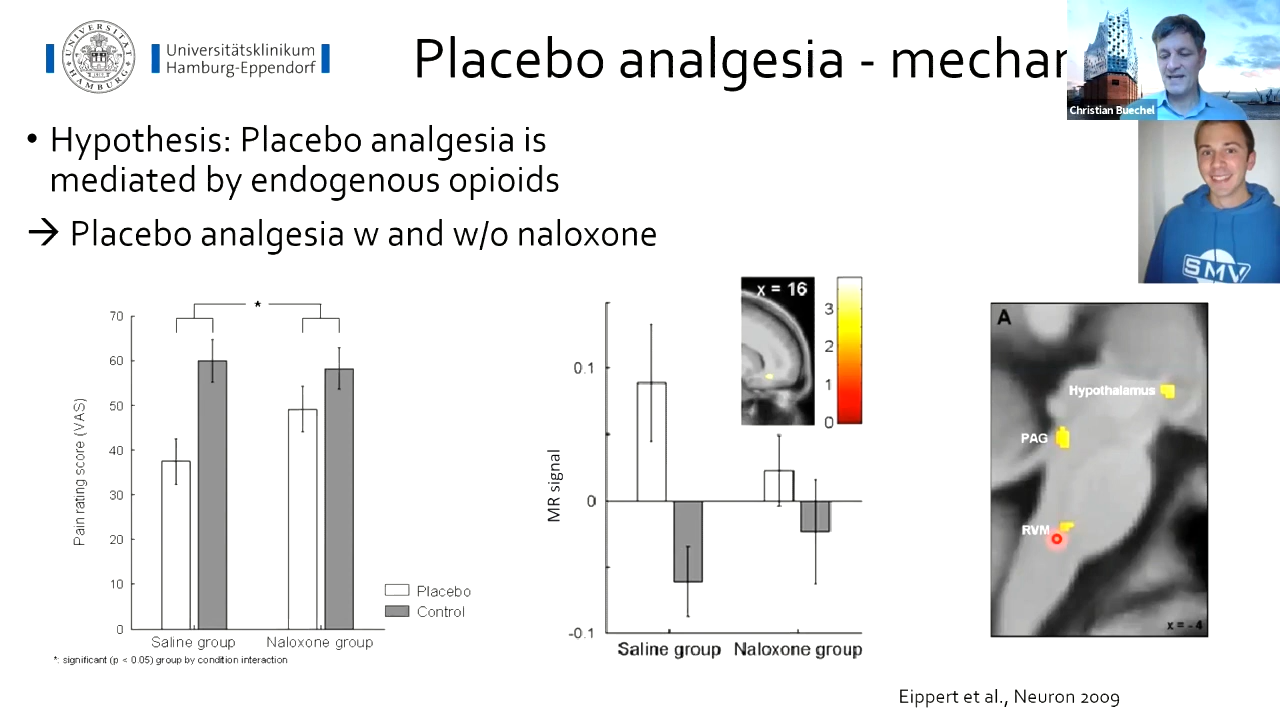 Universitätsklinikum
Hamburg-Eppendorf
Placebo analgesia - mechan
Christian Buechel
SMV
• Hypothesis: Placebo analgesia is
mediated by endogenous opioids
→ Placebo analgesia w and w/o naloxone
*
70
60
50
40
30
20
10
0
Pain rating score (VAS)
Saline group
Naloxone group
Placebo
Control
*: significant (p < 0.05) group by condition interaction
x = 16
3
2
1
0
0.1
0
-0.1
MR signal
Saline group
Naloxone group
A
Hypothalamus
PAG
RVM
x = -4
Eippert et al., Neuron 2009